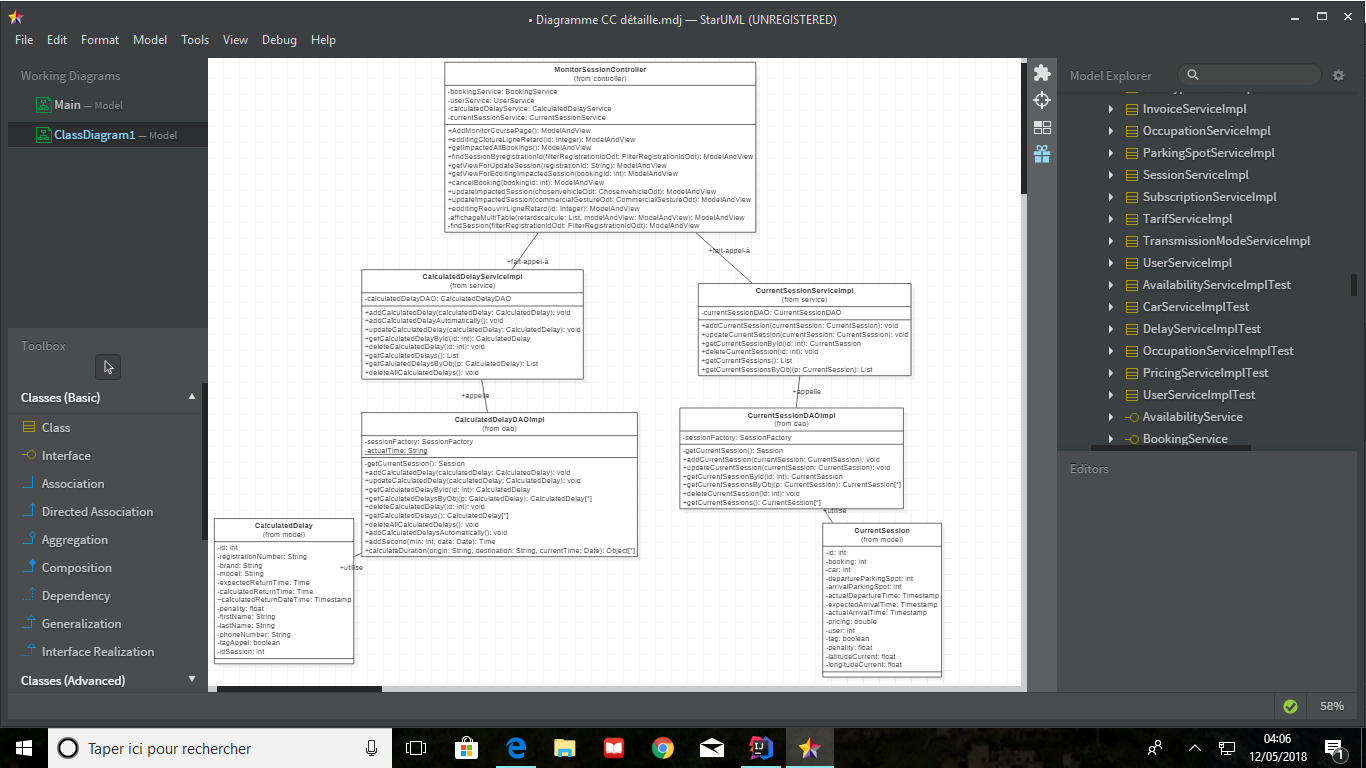 • Diagramme CC détaille.mdj — StarUML (UNREGISTERED)
File Edit Format Model Tools View Debug Help
Working Diagrams
Main — Model
ClassDiagram1 — Model
Toolbox
Classes (Basic)
Class
Interface
Association
Directed Association
Aggregation
Composition
Dependency
Generalization
Interface Realization
Classes (Advanced)
MonitorSessionController
(from controller)
-bookingService: BookingService
-userService: UserService
-calculatedDelayService: CalculatedDelayService
-currentSessionService: CurrentSessionService
+AddMonitorCoursePage(): ModelAndView
+edditingClotureLigneRetard(id: Integer): ModelAndView
+getImpactedAllBookings(): ModelAndView
+findSessionByregistrationId(filterRegistrationIdOdt: FilterRegistrationIdOdt): ModelAndView
+getViewForUpdateSession(registrationId: String): ModelAndView
+getViewForEdditingImpactedSession(bookingId: int): ModelAndView
+cancelBooking(bookingId: int): ModelAndView
+updateImpactedSession(chosenvehicleOdt: ChosenvehicleOdt): ModelAndView
+updateImpactedSession(commercialGestureOdt: CommercialGestureOdt): ModelAndView
+edditingReouvrirLigneRetard(id: Integer): ModelAndView
-affichageMultiTable(retardscalcule: List, modelAndView: ModelAndView): ModelAndView
-findSession(filterRegistrationIdOdt: FilterRegistrationIdOdt): ModelAndView
+fait-appel-à
+fait-appel-à
CalculatedDelayServiceImpl
(from service)
-calculatedDelayDAO: CalculatedDelayDAO
+addCalculatedDelay(calculatedDelay: CalculatedDelay): void
+addCalculatedDelayAutomatically(): void
+updateCalculatedDelay(calculatedDelay: CalculatedDelay): void
+getCalculatedDelayById(id: int): CalculatedDelay
+deleteCalculatedDelay(id: int): void
+getCalculatedDelays(): List
+getCalculatedDelaysByObj(p: CalculatedDelay): List
+deleteAllCalculatedDelays(): void
CurrentSessionServiceImpl
(from service)
-currentSessionDAO: CurrentSessionDAO
+addCurrentSession(currentSession: CurrentSession): void
+updateCurrentSession(currentSession: CurrentSession): void
+getCurrentSessionById(id: int): CurrentSession
+deleteCurrentSession(id: int): void
+getCurrentSessions(): List
+getCurrentSessionsByObj(p: CurrentSession): List
+appelle
+appelle
CalculatedDelayDAOImpl
(from dao)
-sessionFactory: SessionFactory
-actualTime: String
-getCurrentSession(): Session
+addCalculatedDelay(calculatedDelay: CalculatedDelay): void
+updateCalculatedDelay(calculatedDelay: CalculatedDelay): void
+getCalculatedDelayById(id: int): CalculatedDelay
+getCalculatedDelaysByObj(p: CalculatedDelay): CalculatedDelay[*]
+deleteCalculatedDelay(id: int): void
+getCalculatedDelays(): CalculatedDelay[*]
+deleteAllCalculatedDelays(): void
+addCalculatedDelaysAutomatically(): void
+addSecond(min: int, date: Date): Time
+calculateDuration(origin: String, destination: String, currentTime: Date): Object[*]
CurrentSessionDAOImpl
(from dao)
-sessionFactory: SessionFactory
-getCurrentSession(): Session
+addCurrentSession(currentSession: CurrentSession): void
+updateCurrentSession(currentSession: CurrentSession): void
+getCurrentSessionById(id: int): CurrentSession
+getCurrentSessionsByObj(p: CurrentSession): CurrentSession[*]
+deleteCurrentSession(id: int): void
+getCurrentSessions(): CurrentSession[*]
+utilise
+utilise
CalculatedDelay
(from model)
-id: int
-registrationNumber: String
-brand: String
-model: String
-expectedReturnTime: Time
-calculatedReturnTime: Time
~calculatedReturnDateTime: Timestamp
-penality: float
-firstName: String
-lastName: String
-phoneNumber: String
-tagAppel: boolean
-idSession: int
CurrentSession
(from model)
-id: int
-booking: int
-car: int
-departureParkingSpot: int
-arrivalParkingSpot: int
-actualDepartureTime: Timestamp
-expectedArrivalTime: Timestamp
-actualArrivalTime: Timestamp
-pricing: double
-user: int
-tag: boolean
-penality: float
-latitudeCurrent: float
-longitudeCurrent: float
Model Explorer
InvoiceServiceImpl
OccupationServiceImpl
ParkingSpotServiceImpl
SessionServiceImpl
SubscriptionServiceImpl
TarifServiceImpl
TransmissionModeServiceImpl
UserServiceImpl
AvailabilityServiceImplTest
CarServiceImplTest
DelayServiceImplTest
OccupationServiceImplTest
PricingServiceImplTest
UserServiceImplTest
AvailabilityService
BookingService
Editors
58%
Taper ici pour rechercher
04:06
12/05/2018
1